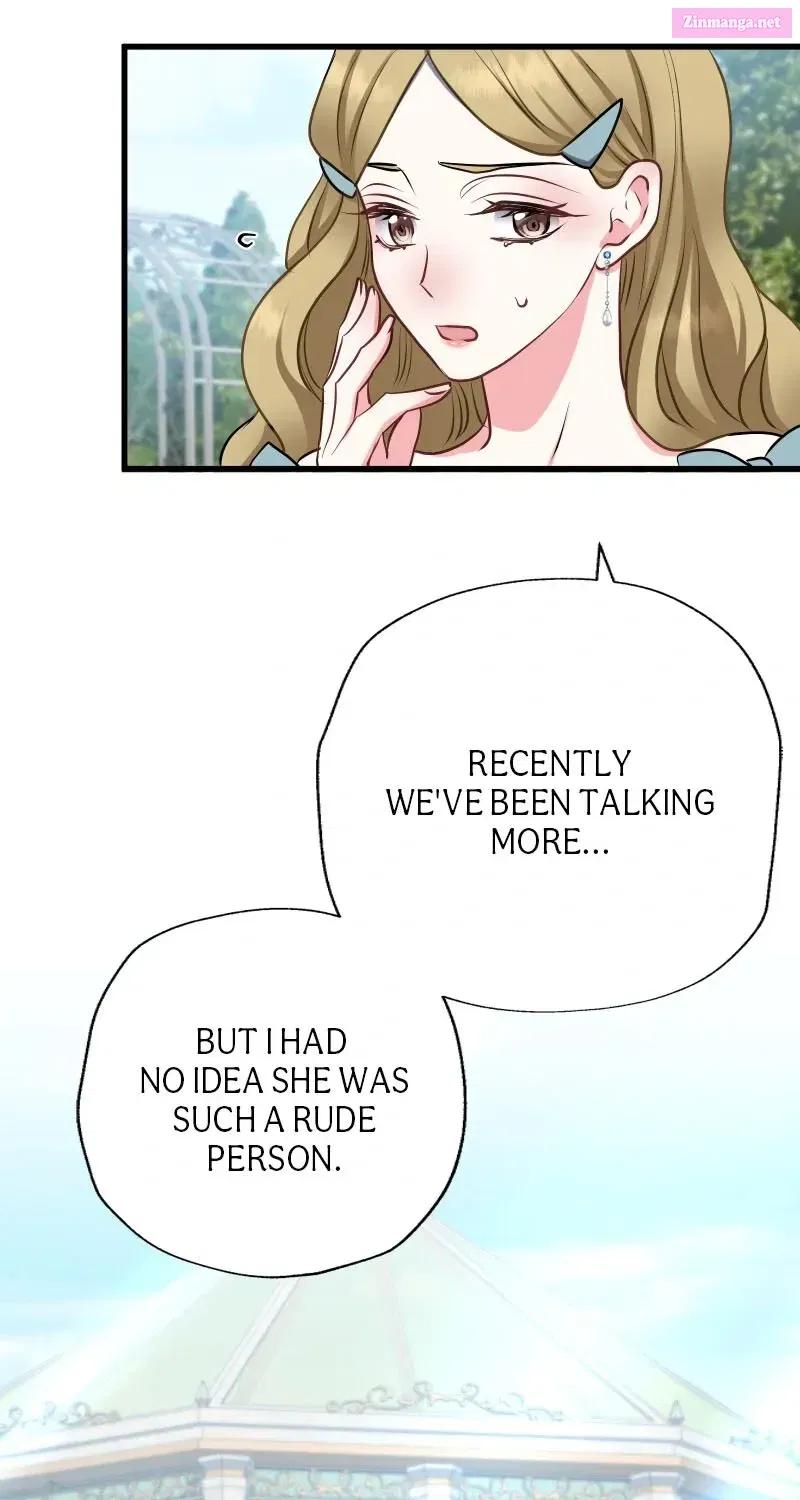 Zinmanga.net
RECENTLY
WE'VE BEEN TALKING
MORE...
BUT I HAD
NO IDEA SHE WAS
SUCH A RUDE
PERSON.